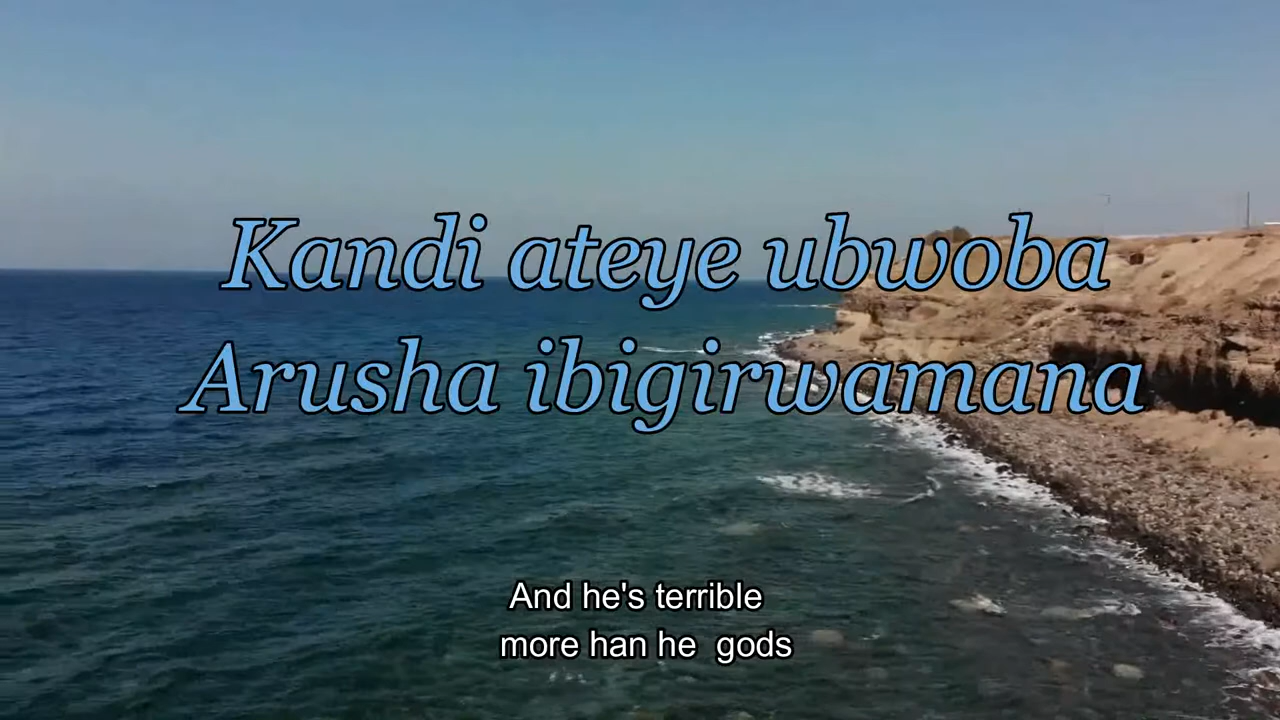 Kandi ateye ubwoba
Arusha ibigirwamana
And he's terrible
more han he  gods